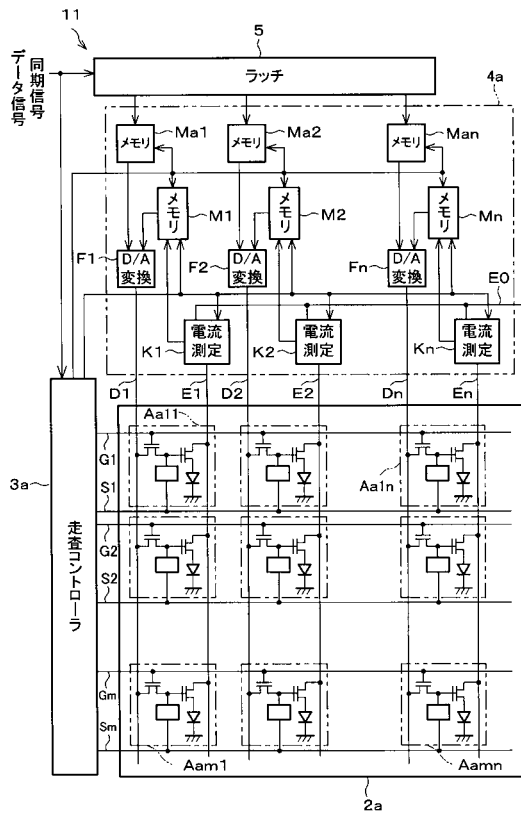 11
5
同期信号
データ信号
ラッチ
4a
メモリ
Ma1
メモリ
Ma2
メモリ
Man
メモリ
M1
メモリ
M2
メモリ
Mn
F1
D/A
変換
F2
D/A
変換
Fn
D/A
変換
E0
K1
電流
測定
K2
電流
測定
Kn
電流
測定
D1
E1
D2
E2
Dn
En
Aa11
3a
走査コントローラ
G1
S1
Aa1n
G2
S2
Gm
Sm
Aam1
Aamn
2a